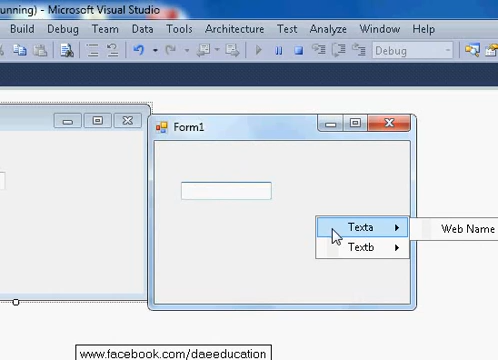 unning) - Microsoft Visual Studio
Build Debug Team Data Tools Architecture Test Analyze Window Help
Debug
Form1
Texta Web Name
Textb
www.facebook.com/daeeducation